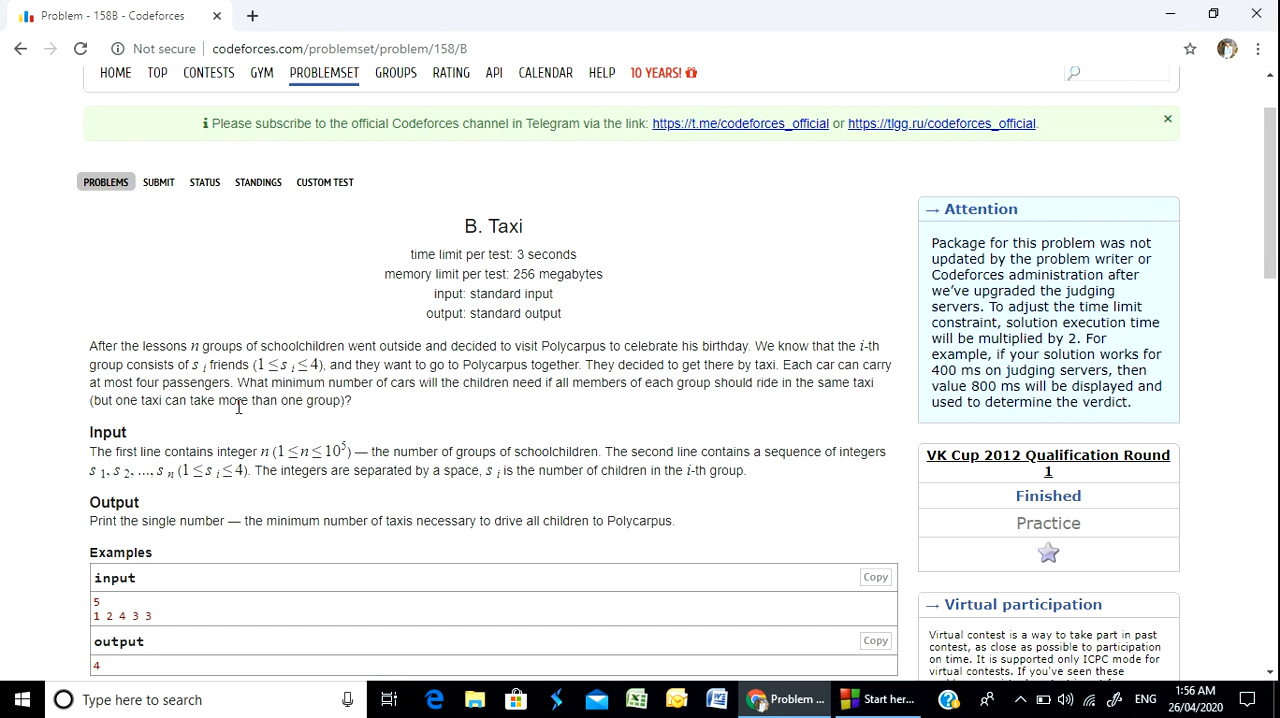 Problem - 158B - Codeforces
Not secure | codeforces.com/problemset/problem/158/B
HOME TOP CONTESTS GYM PROBLEMSET GROUPS RATING API CALENDAR HELP 10 YEARS!
Please subscribe to the official Codeforces channel in Telegram via the link: https://t.me/codeforces_official or https://tlgg.ru/codeforces_official.
PROBLEMS SUBMIT STATUS STANDINGS CUSTOM TEST
B. Taxi
time limit per test: 3 seconds
memory limit per test: 256 megabytes
input: standard input
output: standard output
After the lessons n groups of schoolchildren went outside and decided to visit Polycarpus to celebrate his birthday. We know that the i-th
group consists of s i friends (1 ≤ s i ≤ 4), and they want to go to Polycarpus together. They decided to get there by taxi. Each car can carry
at most four passengers. What minimum number of cars will the children need if all members of each group should ride in the same taxi
(but one taxi can take more than one group)?
Input
The first line contains integer n (1 ≤ n ≤ 10^5) — the number of groups of schoolchildren. The second line contains a sequence of integers
s 1, s 2, ..., s n (1 ≤ s i ≤ 4). The integers are separated by a space, s i is the number of children in the i-th group.
Output
Print the single number — the minimum number of taxis necessary to drive all children to Polycarpus.
Examples
input
Copy
5
1 2 4 3 3
output
Copy
4
→ Attention
Package for this problem was not
updated by the problem writer or
Codeforces administration after
we've upgraded the judging
servers. To adjust the time limit
constraint, solution execution time
will be multiplied by 2. For
example, if your solution works for
400 ms on judging servers, then
value 800 ms will be displayed and
used to determine the verdict.
VK Cup 2012 Qualification Round
1
Finished
Practice
→ Virtual participation
Virtual contest is a way to take part in past
contest, as close as possible to participation
on time. It is supported only ICPC mode for
virtual contests. If you've seen these
Type here to search
Problem ...
Start her...
ENG
1:56 AM
26/04/2020